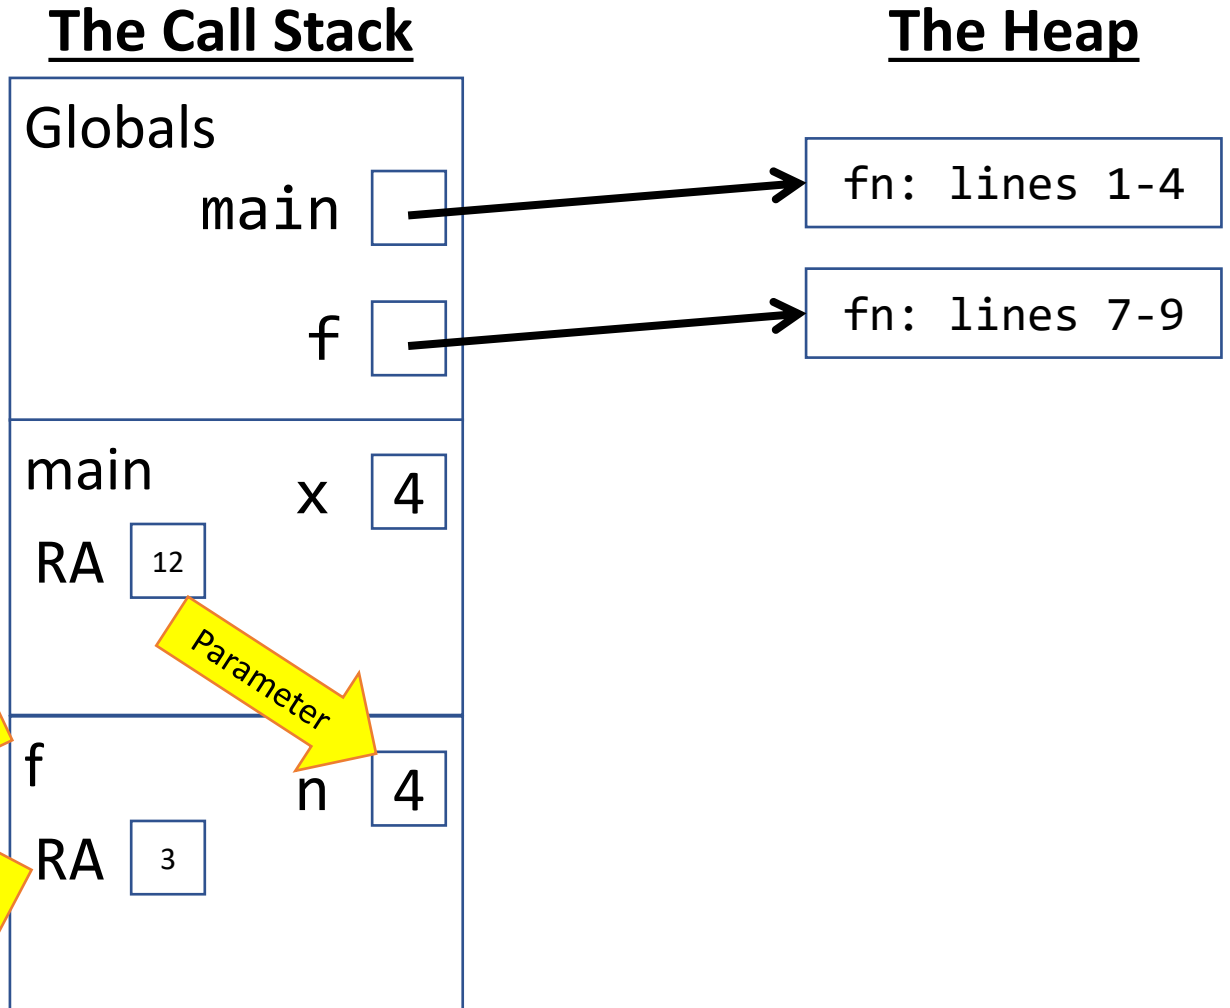 The Call Stack
The Heap
Globals
main
fn: lines 1-4
f
fn: lines 7-9
main
x 4
RA 12
Parameter
f
n 4
RA 3